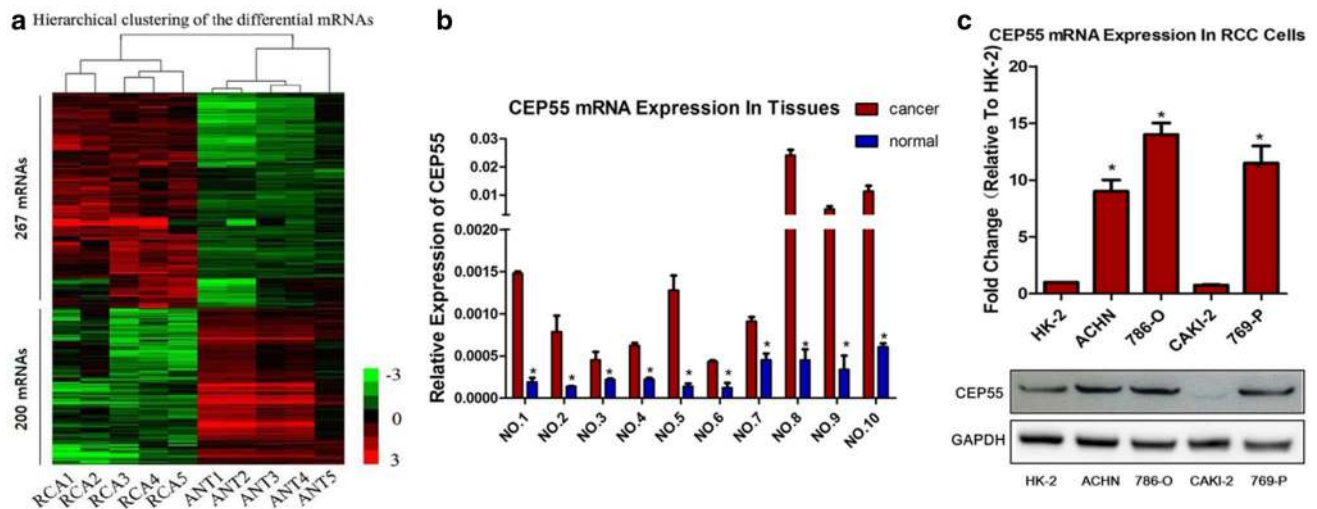 a
Hierarchical clustering of the differential mRNAs
267 mRNAs
200 mRNAs
-3
0
3
RCA1
RCA2
RCA3
RCA4
RCA5
ANT1
ANT2
ANT3
ANT4
ANT5
b
CEP55 mRNA Expression In Tissues
cancer
normal
Relative Expression of CEP55
0.03
0.02
0.01
0.0020
0.0015
0.0010
0.0005
0.0000
* * * * * * * * * *
NO.1
NO.2
NO.3
NO.4
NO.5
NO.6
NO.7
NO.8
NO.9
NO.10
c
CEP55 mRNA Expression In RCC Cells
Fold Change (Relative To HK-2)
20
15
10
5
0
* * *
HK-2
ACHN
786-O
CAKI-2
769-P
CEP55
GAPDH
HK-2 ACHN 786-O CAKI-2 769-P